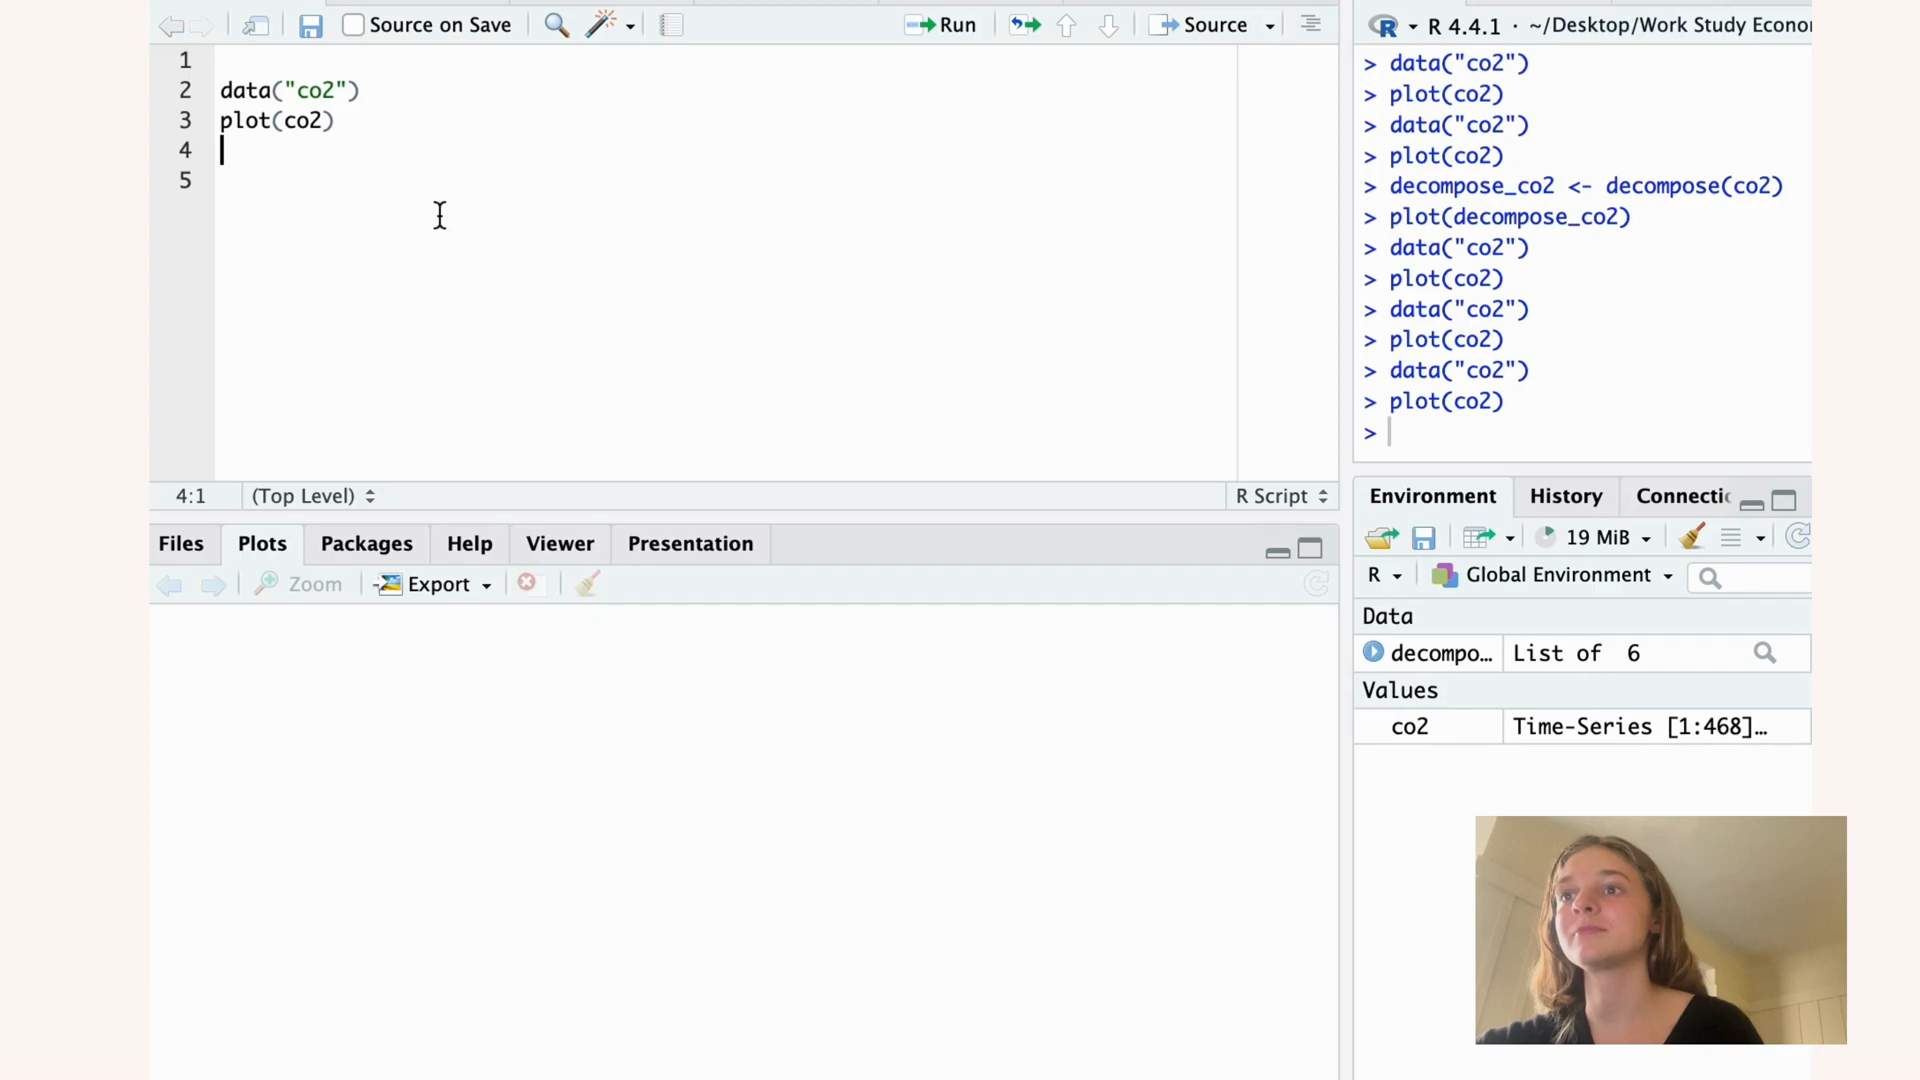 Source on Save
Run
Source
1
2 data("co2")
3 plot(co2)
4
5
4:1 (Top Level) R Script
Files Plots Packages Help Viewer Presentation
Zoom Export
R 4.4.1 · ~/Desktop/Work Study Econor
> data("co2")
> plot(co2)
> data("co2")
> plot(co2)
> decompose_co2 <- decompose(co2)
> plot(decompose_co2)
> data("co2")
> plot(co2)
> data("co2")
> plot(co2)
> data("co2")
> plot(co2)
>
Environment History Connectic
19 MiB
R Global Environment
Data
decompo… List of 6
Values
co2 Time-Series [1:468]…